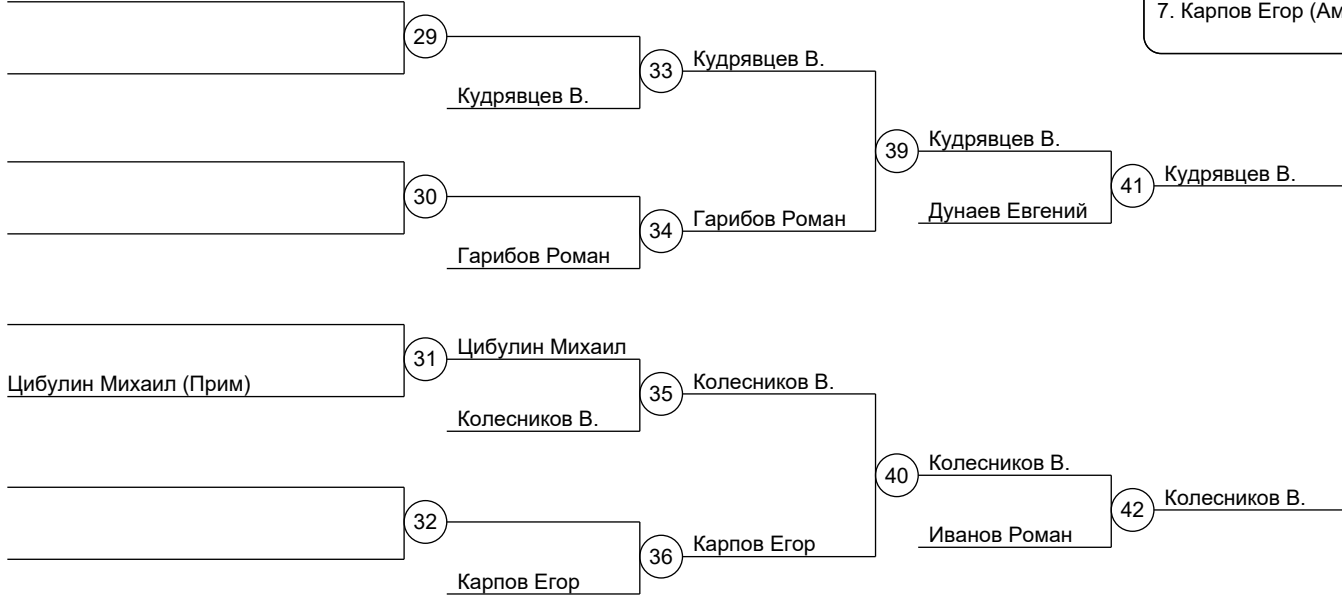 7. Карпов Егор (Ам
29
33
Кудрявцев В.
Кудрявцев В.
39
Кудрявцев В.
41
Кудрявцев В.
30
Дунаев Евгений
34
Гарибов Роман
Гарибов Роман
31
Цибулин Михаил
Цибулин Михаил (Прим)
35
Колесников В.
Колесников В.
40
Колесников В.
42
Колесников В.
32
Иванов Роман
36
Карпов Егор
Карпов Егор